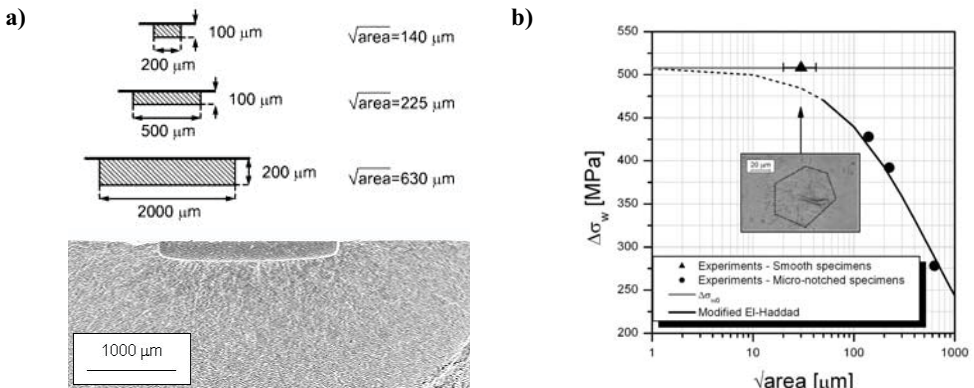 a)
100 μm
200 μm
√area=140 μm
100 μm
500 μm
√area=225 μm
200 μm
2000 μm
√area=630 μm
1000 μm
b)
550
500
450
400
350
300
250
200
Δσw [MPa]
20 μm
Experiments - Smooth specimens
Experiments - Micro-notched specimens
Δσw0
Modified El-Haddad
1 10 100 1000
√area [μm]